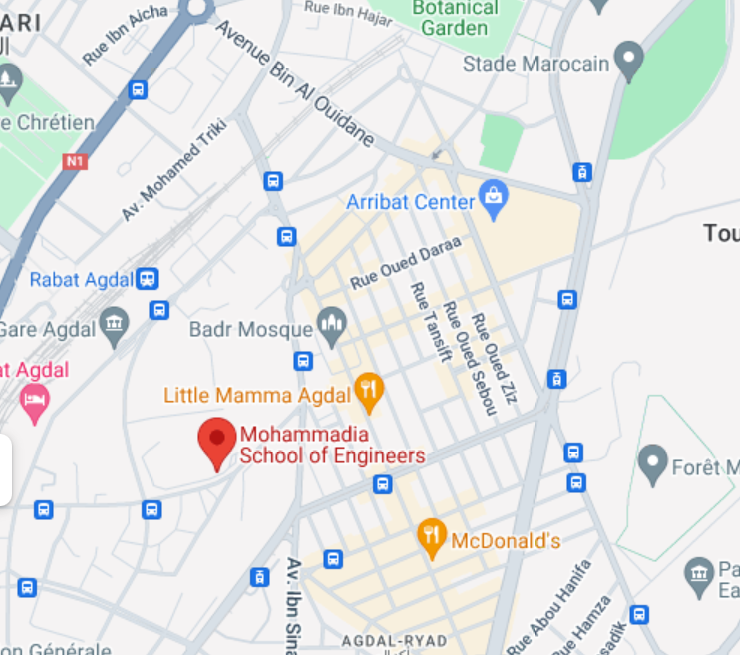 ARI
Rue Ibn Aicha
Rue Ibn Hajar
Botanical
Garden
Avenue Bin Al Ouidane
Stade Marocain
e Chrétien
N1
Av. Mohamed Triki
Arribat Center
Tou
Rue Oued Daraa
Rabat Agdal
Rue Tansift
Rue Oued Sebou
Rue Oued Ziz
Gare Agdal
Badr Mosque
at Agdal
Little Mamma Agdal
Mohammadia
School of Engineers
Forêt M
McDonald's
Av. Ibn Sina
Pa
Ea
Rue Abou Hanifa
Rue Hamza
sadik
on Générale
AGDAL-RYAD